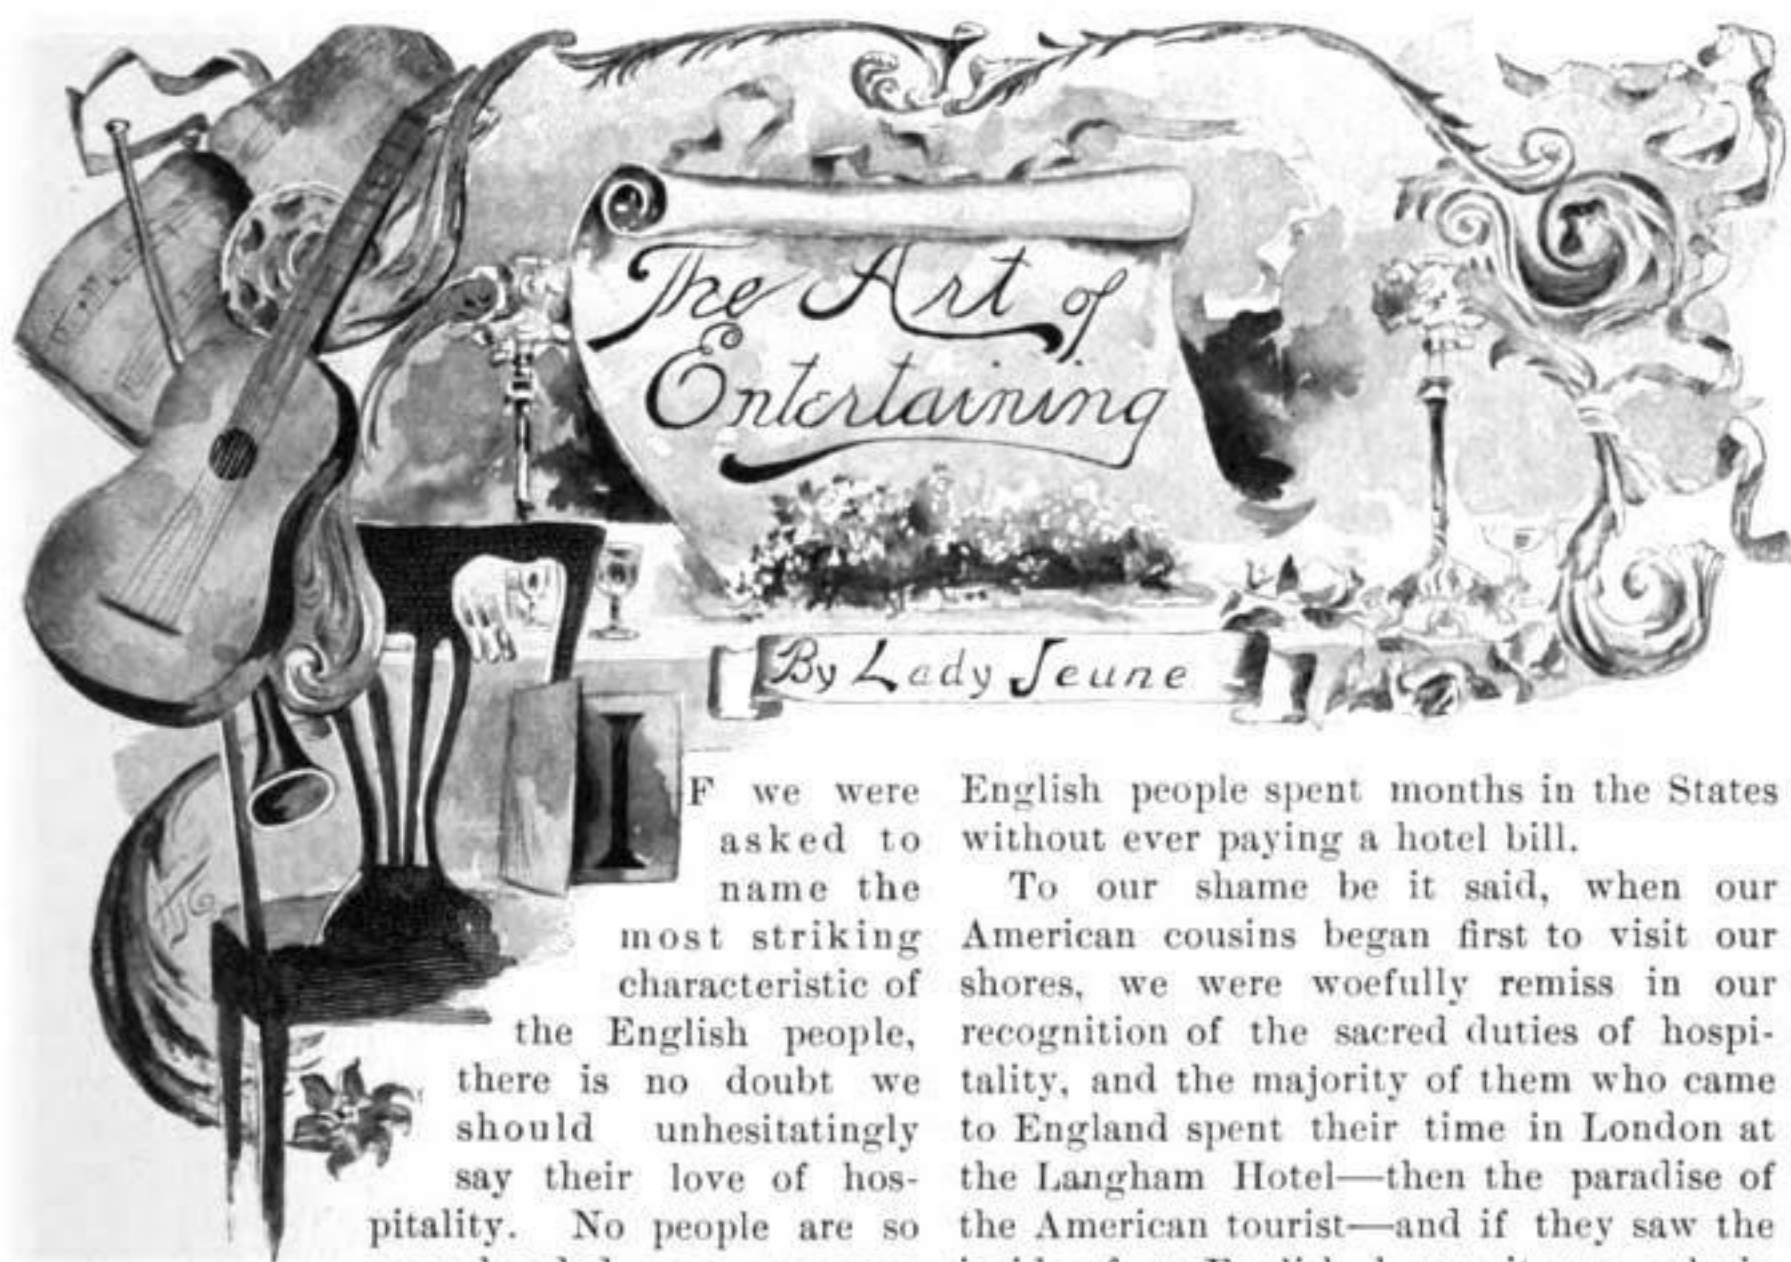 The Art of
Entertaining
By Lady Jeune
IF we were
asked to
name the
most striking
characteristic of
the English people,
there is no doubt we
should unhesitatingly
say their love of hos-
pitality. No people are so
English people spent months in the States
without ever paying a hotel bill.
To our shame be it said, when our
American cousins began first to visit our
shores, we were woefully remiss in our
recognition of the sacred duties of hospi-
tality, and the majority of them who came
to England spent their time in London at
the Langham Hotel—then the paradise of
the American tourist—and if they saw the